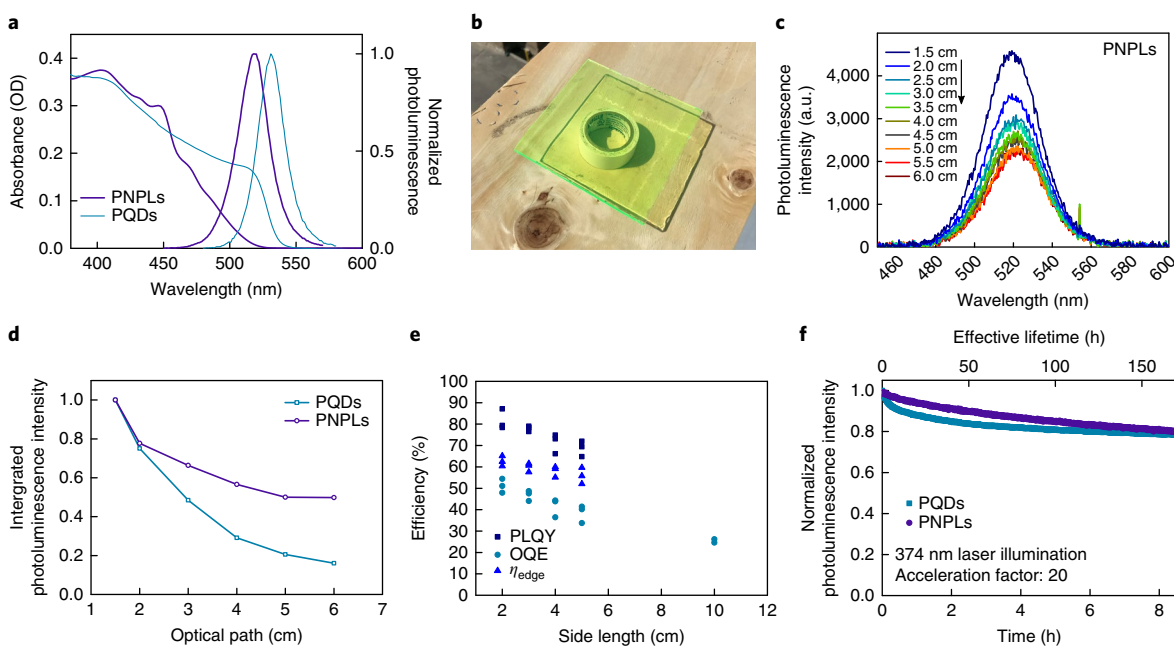 a
0.4
0.3
0.2
0.1
0.0
Absorbance (OD)
PNPLs
PQDs
1.0
0.5
0.0
Normalized
photoluminescence
400 450 500 550 600
Wavelength (nm)
b
c
PNPLs
1.5 cm
2.0 cm
2.5 cm
3.0 cm
3.5 cm
4.0 cm
4.5 cm
5.0 cm
5.5 cm
6.0 cm
4,000
3,000
2,000
1,000
0
Photoluminescence
intensity (a.u.)
460 480 500 520 540 560 580 600
Wavelength (nm)
d
1.0
0.8
0.6
0.4
0.2
0.0
Intergrated
photoluminescence intensity
PQDs
PNPLs
1 2 3 4 5 6 7
Optical path (cm)
e
100
90
80
70
60
50
40
30
20
10
0
Efficiency (%)
PLQY
OQE
η edge
2 4 6 8 10 12
Side length (cm)
f
Effective lifetime (h)
0 50 100 150
1.0
0.8
0.6
0.4
1.0
0.0
Normalized
photoluminescence intensity
PQDs
PNPLs
374 nm laser illumination
Acceleration factor: 20
0 2 4 6 8
Time (h)